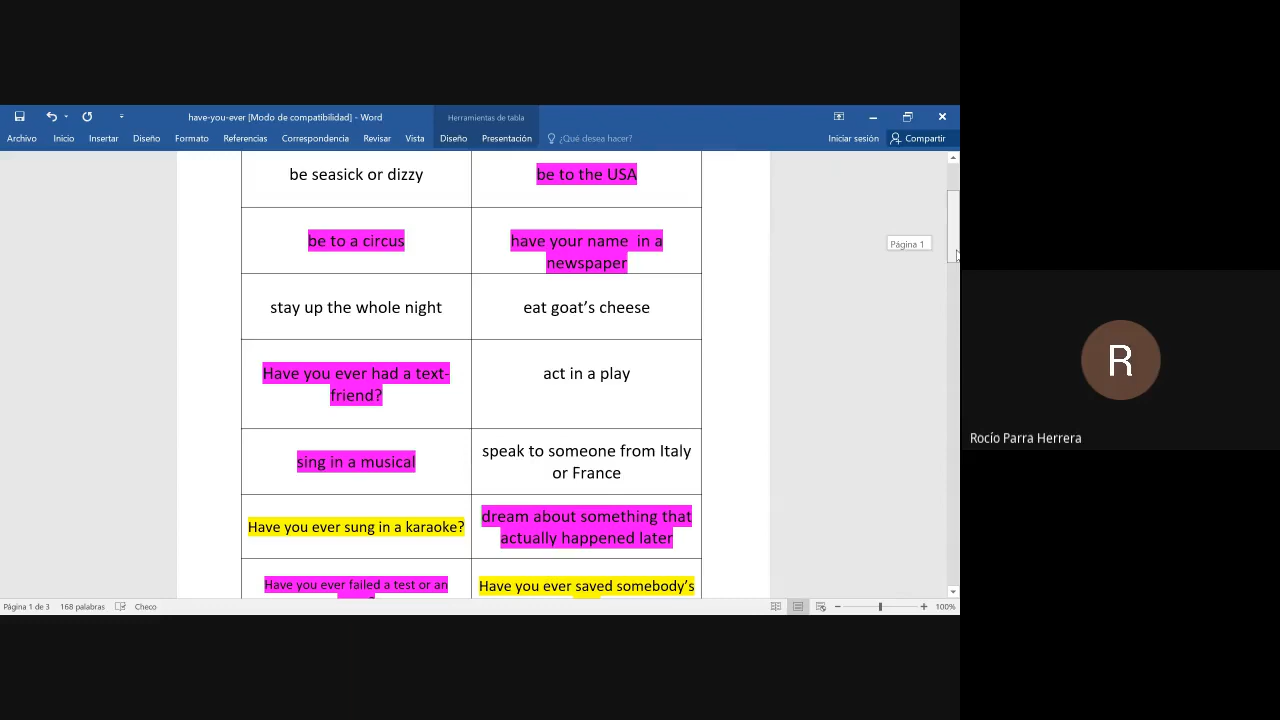 have-you-ever [Modo de compatibilidad] - Word
Herramientas de tabla
Archivo Inicio Insertar Diseño Formato Referencias Correspondencia Revisar Vista Diseño Presentación ¿Qué desea hacer? Iniciar sesión Compartir
be seasick or dizzy
be to the USA
be to a circus
have your name in a
newspaper
Página 1
stay up the whole night
eat goat's cheese
Have you ever had a text-
friend?
act in a play
sing in a musical
speak to someone from Italy
or France
Have you ever sung in a karaoke?
dream about something that
actually happened later
Have you ever failed a test or an
Have you ever saved somebody's
R
Rocío Parra Herrera
Página 1 de 3 168 palabras Checo 100%